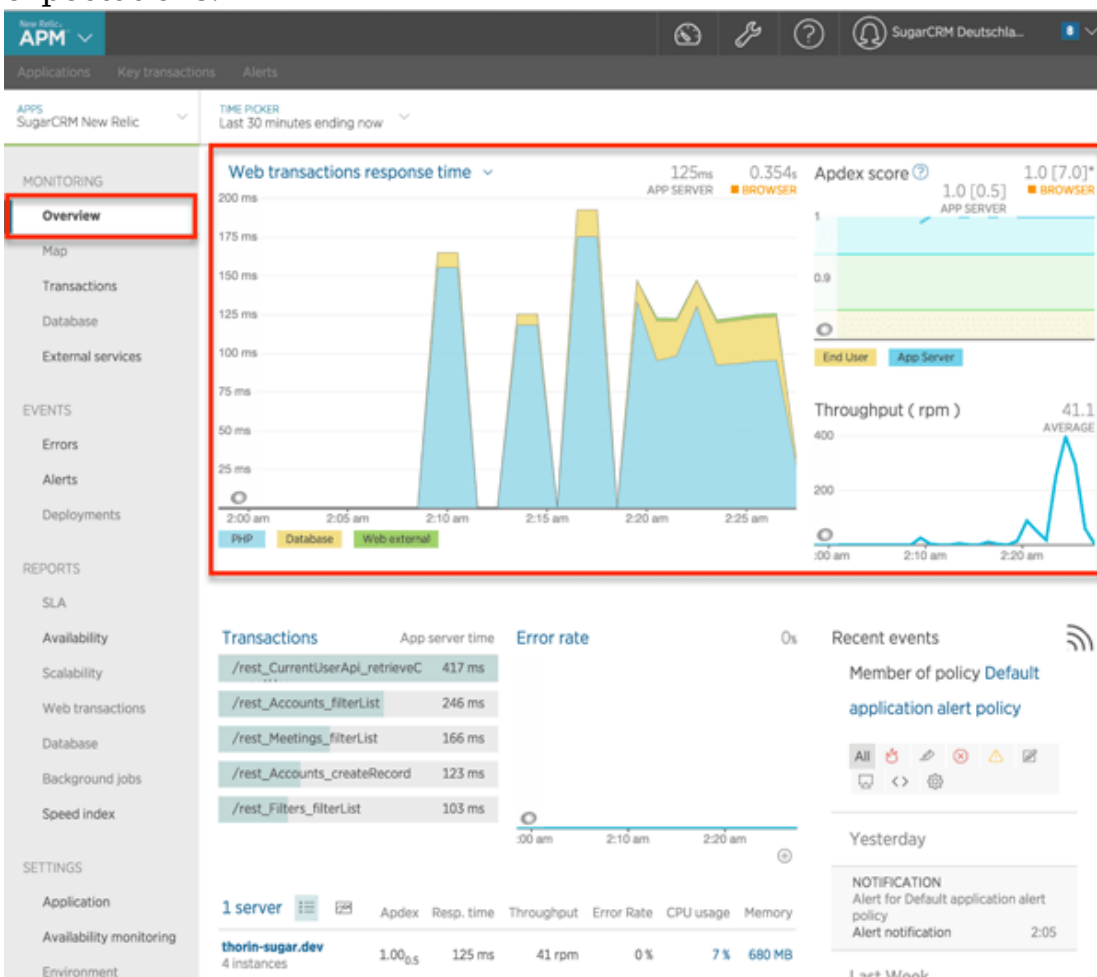 New Relic.
APM
SugarCRM Deutschla...
8
Applications Key transactions Alerts
APPS
SugarCRM New Relic
TIME PICKER
Last 30 minutes ending now
MONITORING
Overview
Map
Transactions
Database
External services
EVENTS
Errors
Alerts
Deployments
REPORTS
SLA
Availability
Scalability
Web transactions
Database
Background jobs
Speed index
SETTINGS
Application
Availability monitoring
Environment
Web transactions response time
125ms
APP SERVER
0.354s
BROWSER
200 ms
175 ms
150 ms
125 ms
100 ms
75 ms
50 ms
25 ms
2:00 am 2:05 am 2:10 am 2:15 am 2:20 am 2:25 am
PHP Database Web external
Apdex score ?
1.0 [0.5]
APP SERVER
1.0 [7.0]*
BROWSER
1
0.9
End User App Server
Throughput ( rpm )
41.1
AVERAGE
400
200
:00 am 2:10 am 2:20 am
Transactions App server time
/rest_CurrentUserApi_retrieveC 417 ms
/rest_Accounts_filterList 246 ms
/rest_Meetings_filterList 166 ms
/rest_Accounts_createRecord 123 ms
/rest_Filters_filterList 103 ms
Error rate 0%
:00 am 2:10 am 2:20 am
Recent events
Member of policy Default
application alert policy
All
Yesterday
NOTIFICATION
Alert for Default application alert
policy
Alert notification 2:05
Last Week
1 server Apdex Resp. time Throughput Error Rate CPU usage Memory
thorin-sugar.dev 1.00 0.5 125 ms 41 rpm 0 % 7 % 680 MB
4 instances